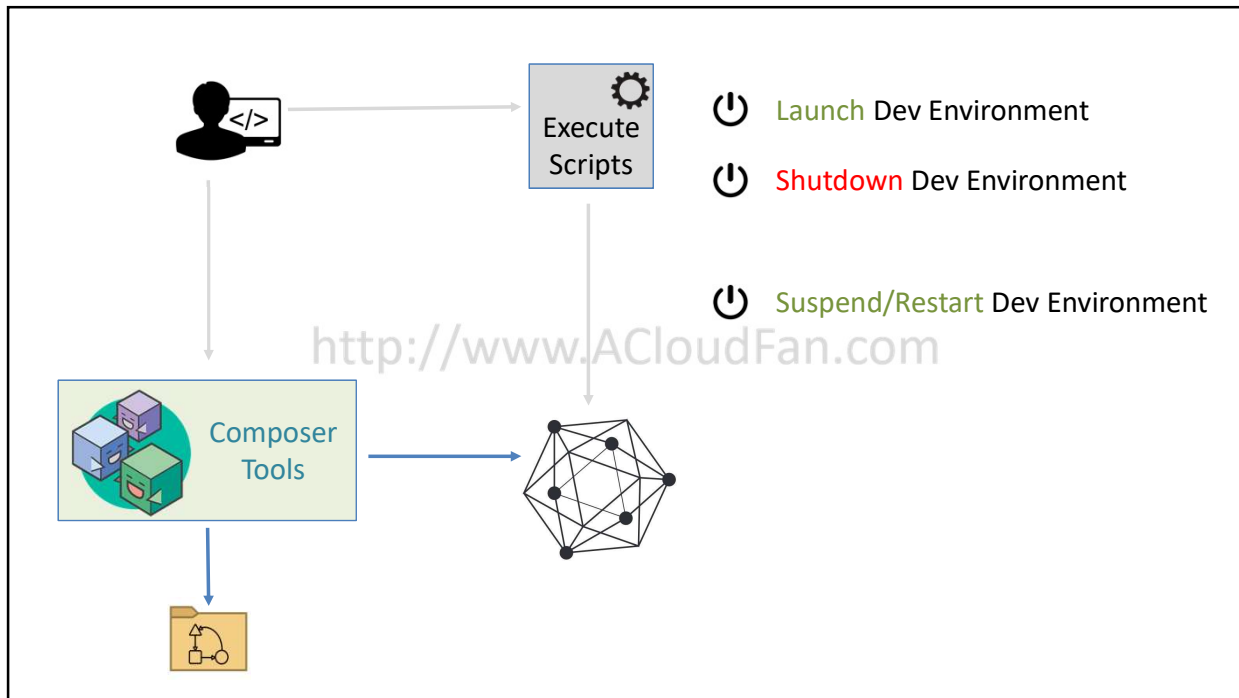 </>
Execute
Scripts
Launch Dev Environment
Shutdown Dev Environment
Suspend/Restart Dev Environment
http://www.ACloudFan.com
Composer
Tools